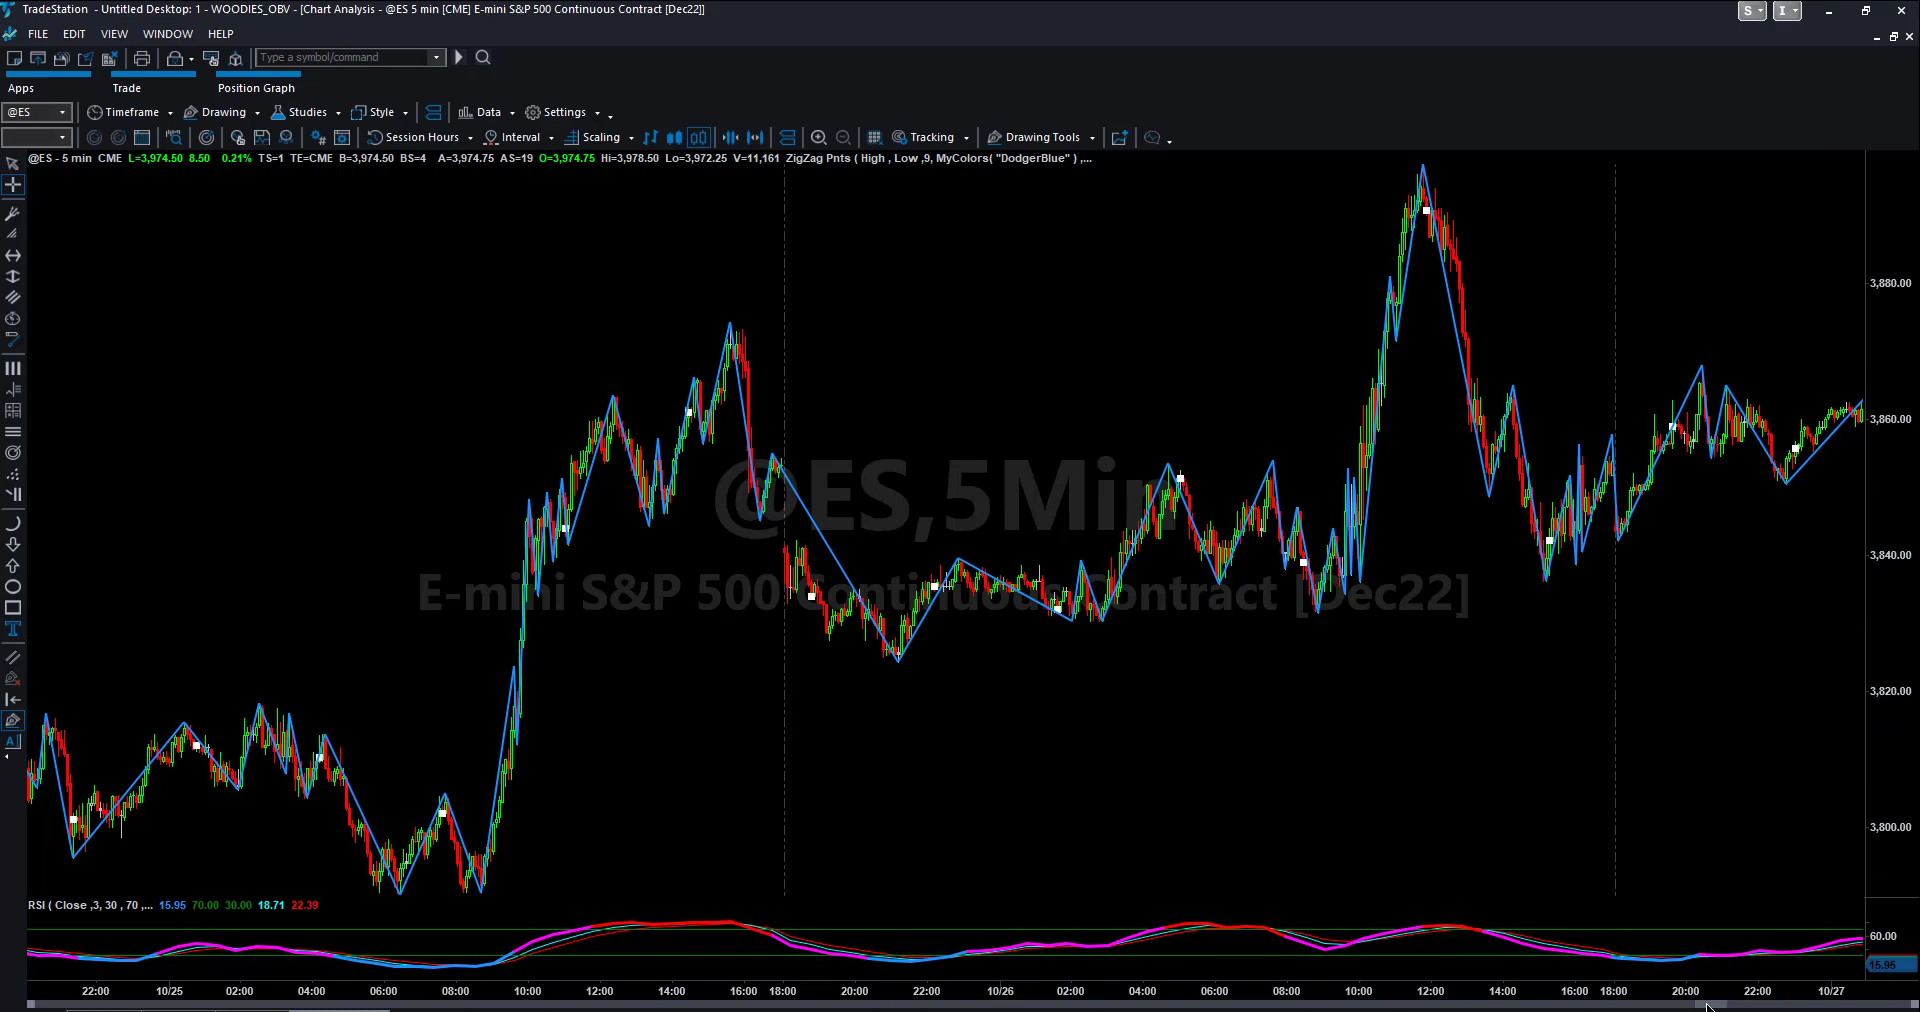 TradeStation - Untitled Desktop: 1 - WOODIES_OBV - [Chart Analysis - @ES 5 min [CME] E-mini S&P 500 Continuous Contract [Dec22]]
S I
FILE EDIT VIEW WINDOW HELP
Type a symbol/command
Apps Trade Position Graph
@ES Timeframe Drawing Studies Style Data Settings
Session Hours Interval Scaling Tracking Drawing Tools
@ES - 5 min CME L=3,974.50 8.50 0.21% TS=1 TE=CME B=3,974.50 BS=4 A=3,974.75 AS=19 O=3,974.75 Hi=3,978.50 Lo=3,972.25 V=11,161 ZigZag Pnts ( High , Low ,9, MyColors( "DodgerBlue" ) ,...
3,880.00
3,860.00
@ES,5Min
3,840.00
E-mini S&P 500 Continuous Contract [Dec22]
3,820.00
3,800.00
RSI ( Close ,3, 30 , 70 ,... 15.95 70.00 30.00 18.71 22.39
60.00
15.95
22:00 10/25 02:00 04:00 06:00 08:00 10:00 12:00 14:00 16:00 18:00 20:00 22:00 10/26 02:00 04:00 06:00 08:00 10:00 12:00 14:00 16:00 18:00 20:00 22:00 10/27